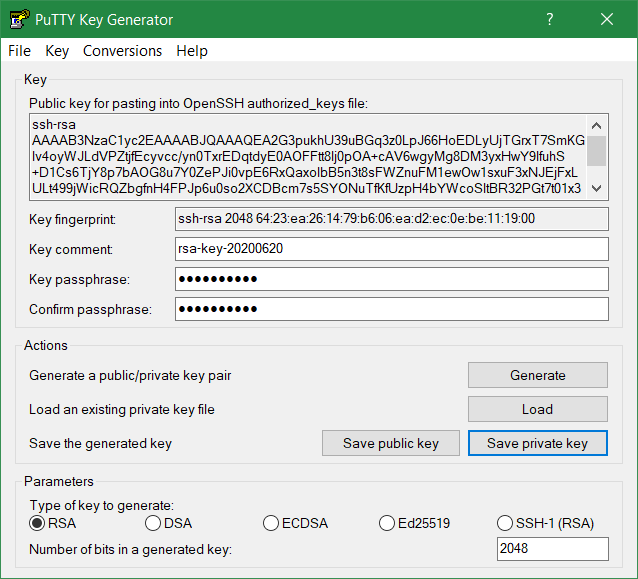 PuTTY Key Generator
File Key Conversions Help
Key
Public key for pasting into OpenSSH authorized_keys file:
ssh-rsa
AAAAB3NzaC1yc2EAAAABJQAAAQEA2G3pukhU39uBGq3z0LpJ66HoEDLyUjTGrxT7SmKG
Iv4oyWJLdVPZtjfEcyvcc/yn0TxrEDqtdyE0AOFFtt8lj0pOA+cAV6wgyMg8DM3yxHwY9lfuhS
+D1Cs6TjY8p7bAOG8u7Y0ZePJi0vpE6RxQaxolbB5n3t8sFWZnuFM1ewOw1sxuF3xNJEjFxL
ULt499jWicRQZbgfnH4FPJp6u0so2XCDBcm7s5SYONuTfKfUzpH4bYWcoSltBR32PGt7t01x3
Key fingerprint: ssh-rsa 2048 64:23:ea:26:14:79:b6:06:ea:d2:ec:0e:be:11:19:00
Key comment: rsa-key-20200620
Key passphrase: ●●●●●●●●●●
Confirm passphrase: ●●●●●●●●●●
Actions
Generate a public/private key pair Generate
Load an existing private key file Load
Save the generated key Save public key Save private key
Parameters
Type of key to generate:
RSA DSA ECDSA Ed25519 SSH-1 (RSA)
Number of bits in a generated key: 2048